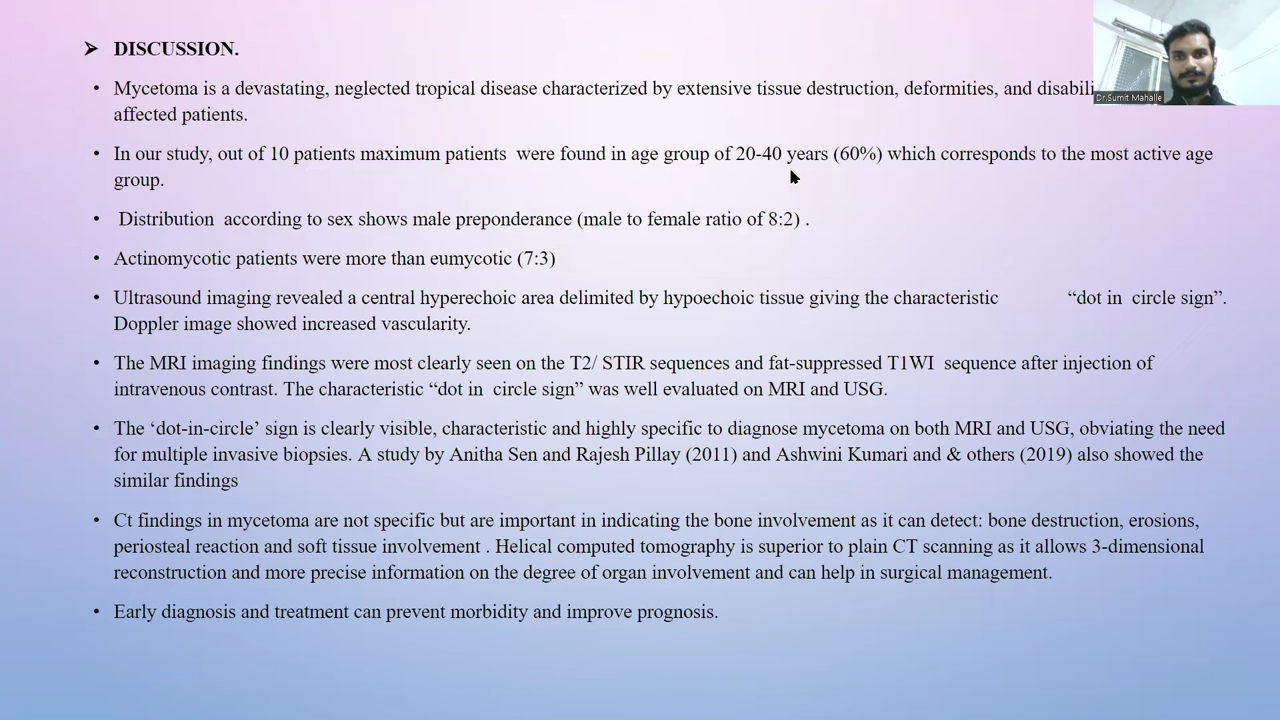 ➢ DISCUSSION.
• Mycetoma is a devastating, neglected tropical disease characterized by extensive tissue destruction, deformities, and disabili
affected patients.
• In our study, out of 10 patients maximum patients were found in age group of 20-40 years (60%) which corresponds to the most active age
group.
• Distribution according to sex shows male preponderance (male to female ratio of 8:2) .
• Actinomycotic patients were more than eumycotic (7:3)
• Ultrasound imaging revealed a central hyperechoic area delimited by hypoechoic tissue giving the characteristic “dot in circle sign”.
Doppler image showed increased vascularity.
• The MRI imaging findings were most clearly seen on the T2/ STIR sequences and fat-suppressed T1WI sequence after injection of
intravenous contrast. The characteristic “dot in circle sign” was well evaluated on MRI and USG.
• The ‘dot-in-circle’ sign is clearly visible, characteristic and highly specific to diagnose mycetoma on both MRI and USG, obviating the need
for multiple invasive biopsies. A study by Anitha Sen and Rajesh Pillay (2011) and Ashwini Kumari and & others (2019) also showed the
similar findings
• Ct findings in mycetoma are not specific but are important in indicating the bone involvement as it can detect: bone destruction, erosions,
periosteal reaction and soft tissue involvement . Helical computed tomography is superior to plain CT scanning as it allows 3-dimensional
reconstruction and more precise information on the degree of organ involvement and can help in surgical management.
• Early diagnosis and treatment can prevent morbidity and improve prognosis.
Dr.Sumit Mahalle